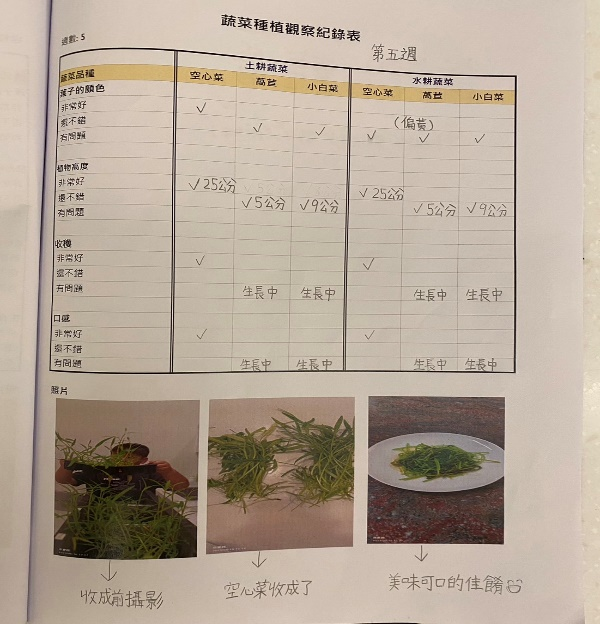 蔬菜種植觀察紀錄表
週數: 5
第五週
土耕蔬菜 水耕蔬菜
蔬菜品種 空心菜 萵苣 小白菜 空心菜 萵苣 小白菜
葉子的顏色
非常好 ✓
還不錯 ✓ ✓ ✓ (偏黃) ✓ ✓
有問題
植物高度
非常好 ✓25公分 ✓25公分
還不錯 ✓5公分 ✓9公分 ✓5公分 ✓9公分
有問題
收穫
非常好 ✓ ✓
還不錯
有問題 生長中 生長中 生長中 生長中
口感
非常好 ✓ ✓
還不錯
有問題 生長中 生長中 生長中 生長中
照片
收成前攝影
空心菜收成了
美味可口的佳餚